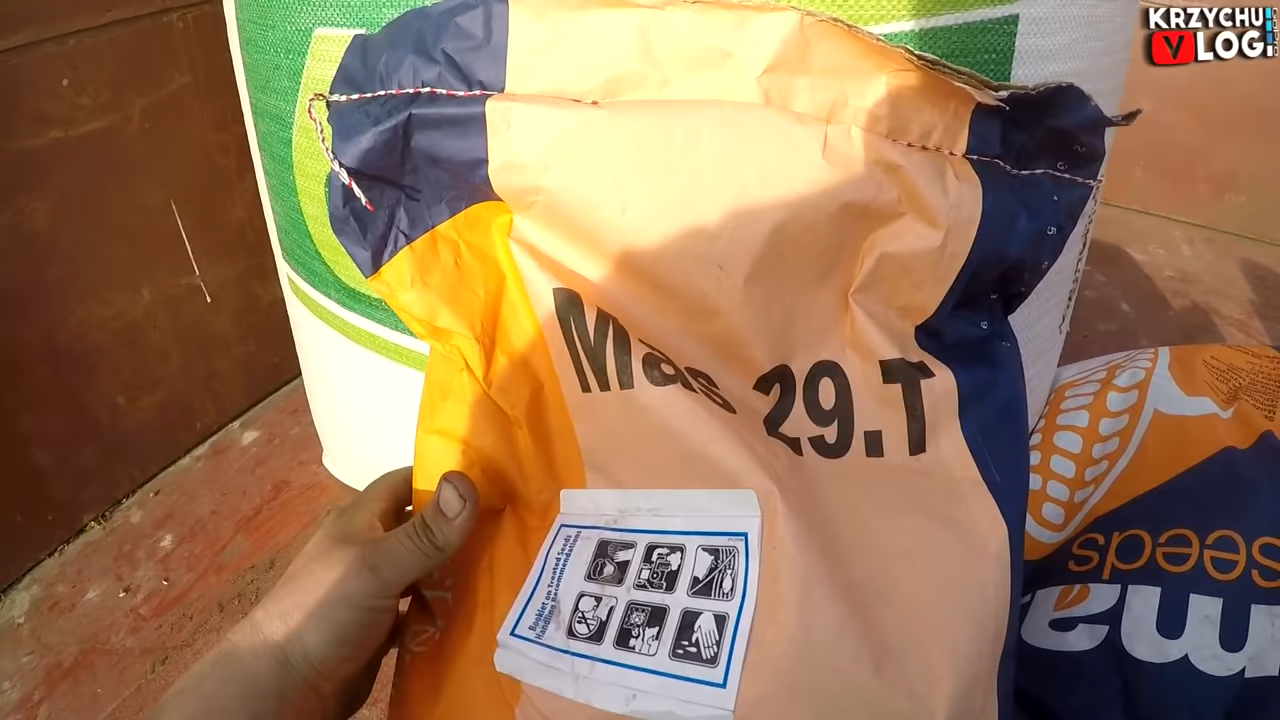 KRZYCHU
VLOG
Mas 29.T
Booklet on Treated Seeds
Handling Recommendations
seeds
mas